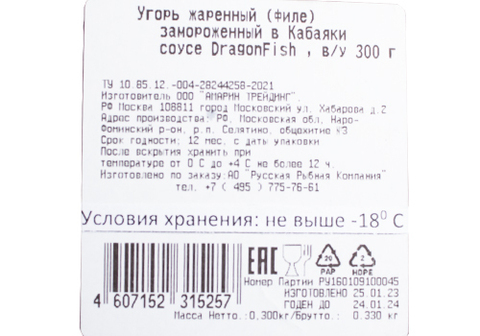 Угорь жаренный (филе)
замороженный в Кабаяки
соусе DragonFish , в/у 300 г
ТУ 10.85.12.-004-28244258-2021
Изготовитель ООО "АМАРИН ТРЕЙДИНГ".
РФ Москва 108811 город Московский ул. Хабарова д.2
Адрес производства: РФ, Московская обл, Наро-
Фоминский р-он, р.п. Селятино, общежитие К3
Срок годности: 12 мес. с даты упаковки
После вскрытия хранить при
температуре от 0 С до +4 С не более 12 ч.
Изготовлено по заказу:АО "Русская Рыбная Компания"
тел. +7 ( 495 ) 775-76-61
Условия хранения: не выше -18⁰ С
EAC 20 PAP 2 HDPE
Номер Партии РУ160109100045
ИЗГОТОВЛЕНО 25.01.23
ГОДЕН ДО 24.01.24
4 607152 315257
Масса Нетто :0.300кг/Брутто.: 0.330 кг